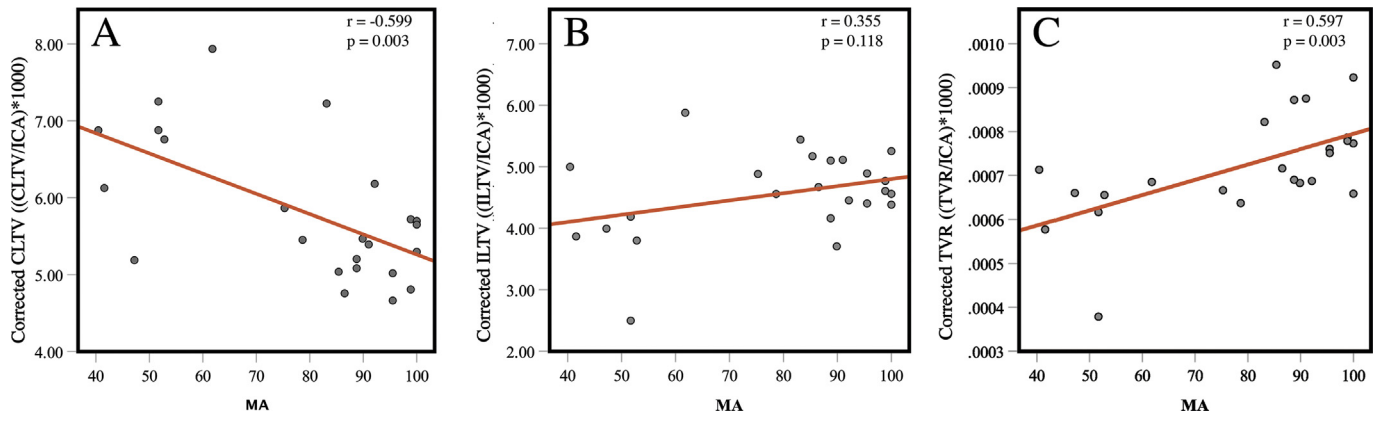 A
r = -0.599
p = 0.003
Corrected CLTV ((CLTV/ICA)*1000)
8.00
7.00
6.00
5.00
4.00
40 50 60 70 80 90 100
MA
B
r = 0.355
p = 0.118
Corrected ILTV ((ILTV/ICA)*1000)
7.00
6.00
5.00
4.00
3.00
2.00
40 50 60 70 80 90 100
MA
C
r = 0.597
p = 0.003
Corrected TVR ((TVR/ICA)*1000)
.0010
.0009
.0008
.0007
.0006
.0005
.0004
.0003
40 50 60 70 80 90 100
MA